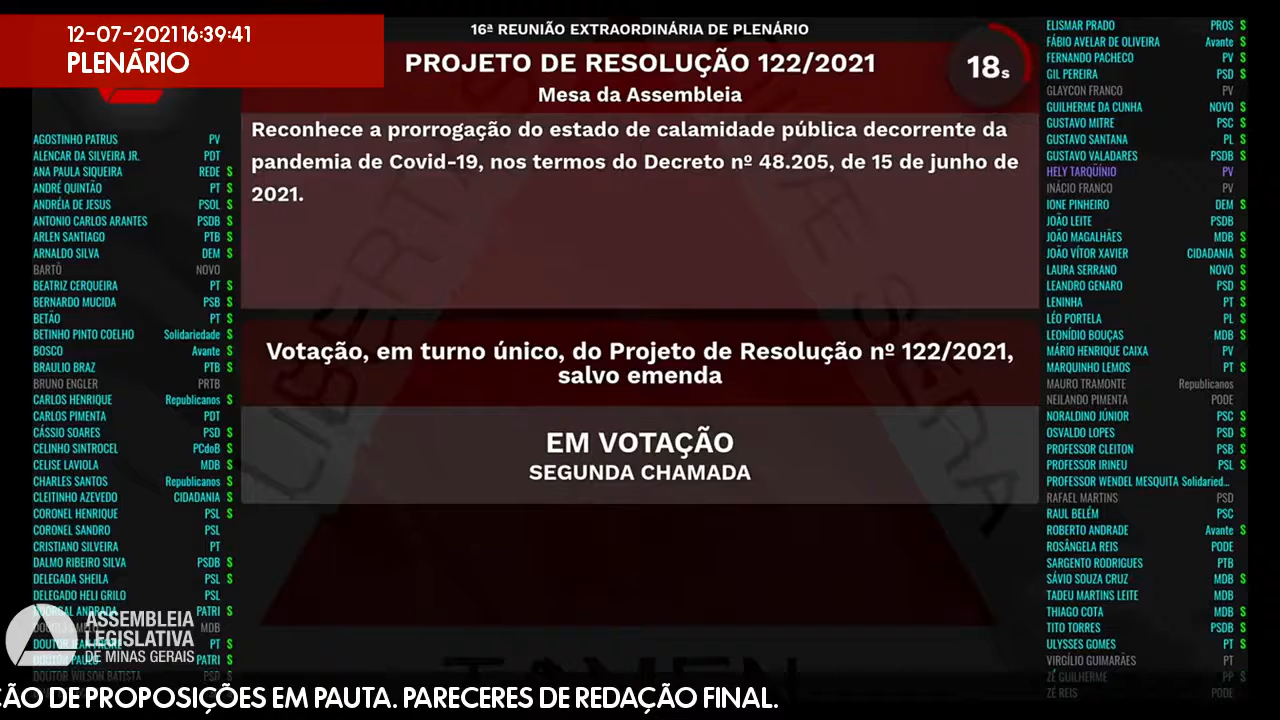 12-07-2021 16:39:41
PLENÁRIO
16ª REUNIÃO EXTRAORDINÁRIA DE PLENÁRIO
PROJETO DE RESOLUÇÃO 122/2021
Mesa da Assembleia
18s
Reconhece a prorrogação do estado de calamidade pública decorrente da
pandemia de Covid-19, nos termos do Decreto nº 48.205, de 15 de junho de
2021.
Votação, em turno único, do Projeto de Resolução nº 122/2021,
salvo emenda
EM VOTAÇÃO
SEGUNDA CHAMADA
AGOSTINHO PATRUS PV
ALENCAR DA SILVEIRA JR. PDT
ANA PAULA SIQUEIRA REDE S
ANDRÉ QUINTÃO PT S
ANDRÉIA DE JESUS PSOL S
ANTONIO CARLOS ARANTES PSDB S
ARLEN SANTIAGO PTB S
ARNALDO SILVA DEM S
BARTÔ NOVO
BEATRIZ CERQUEIRA PT S
BERNARDO MUCIDA PSB S
BETÃO PT S
BETINHO PINTO COELHO Solidariedade S
BOSCO Avante S
BRAULIO BRAZ PTB S
BRUNO ENGLER PRTB
CARLOS HENRIQUE Republicanos S
CARLOS PIMENTA PDT
CÁSSIO SOARES PSD S
CELINHO SINTROCEL PCdoB S
CELISE LAVIOLA MDB S
CHARLES SANTOS Republicanos S
CLEITINHO AZEVEDO CIDADANIA S
CORONEL HENRIQUE PSL S
CORONEL SANDRO PSL
CRISTIANO SILVEIRA PT
DALMO RIBEIRO SILVA PSDB S
DELEGADA SHEILA PSL S
DELEGADO HELI GRILO PSL
ANDRADA PATRI S
MDB
DOUTOR JEAN FREIRE PT S
DOUTOR PAULO PATRI S
DOUTOR WILSON BATISTA PSD S
ELISMAR PRADO PROS S
FÁBIO AVELAR DE OLIVEIRA Avante S
FERNANDO PACHECO PV S
GIL PEREIRA PSD S
GLAYCON FRANCO PV
GUILHERME DA CUNHA NOVO S
GUSTAVO MITRE PSC S
GUSTAVO SANTANA PL S
GUSTAVO VALADARES PSDB S
HELY TARQÜÍNIO PV
INÁCIO FRANCO PV
IONE PINHEIRO DEM S
JOÃO LEITE PSDB
JOÃO MAGALHÃES MDB S
JOÃO VÍTOR XAVIER CIDADANIA S
LAURA SERRANO NOVO S
LEANDRO GENARO PSD S
LENINHA PT S
LÉO PORTELA PL S
LEONÍDIO BOUÇAS MDB S
MÁRIO HENRIQUE CAIXA PV
MARQUINHO LEMOS PT S
MAURO TRAMONTE Republicanos
NEILANDO PIMENTA PODE
NORALDINO JÚNIOR PSC S
OSVALDO LOPES PSD S
PROFESSOR CLEITON PSB S
PROFESSOR IRINEU PSL S
PROFESSOR WENDEL MESQUITA Solidaried...
RAFAEL MARTINS PSD
RAUL BELÉM PSC
ROBERTO ANDRADE Avante S
ROSÂNGELA REIS PODE
SARGENTO RODRIGUES PTB
SÁVIO SOUZA CRUZ MDB S
TADEU MARTINS LEITE MDB
THIAGO COTA MDB S
TITO TORRES PSDB S
ULYSSES GOMES PT S
VIRGÍLIO GUIMARÃES PT
ZÉ GUILHERME PP S
ZÉ REIS PODE
ASSEMBLEIA
LEGISLATIVA
DE MINAS GERAIS
ÇÃO DE PROPOSIÇÕES EM PAUTA. PARECERES DE REDAÇÃO FINAL.